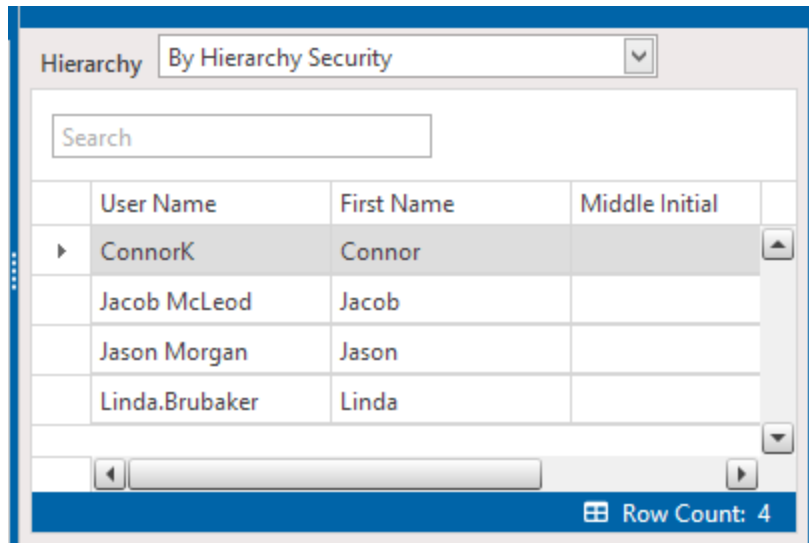 Hierarchy By Hierarchy Security
Search
User Name First Name Middle Initial
ConnorK Connor
Jacob McLeod Jacob
Jason Morgan Jason
Linda.Brubaker Linda
Row Count: 4